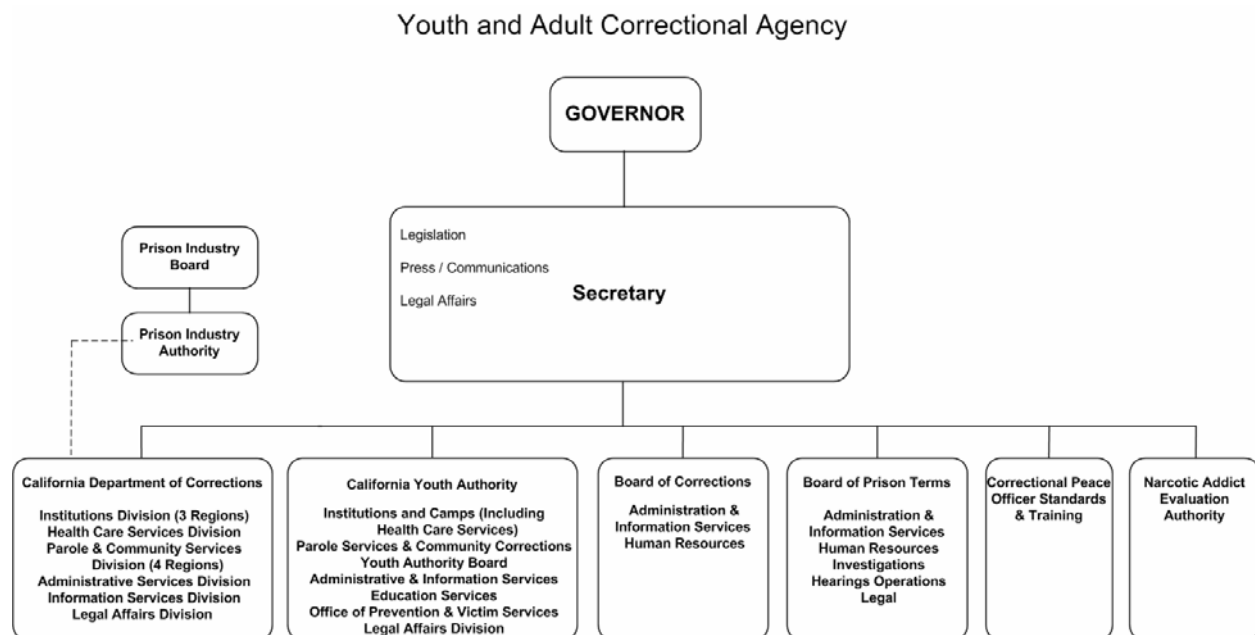 Youth and Adult Correctional Agency
GOVERNOR
Legislation
Press / Communications
Legal Affairs
Secretary
Prison Industry
Board
Prison Industry
Authority
California Department of Corrections
Institutions Division (3 Regions)
Health Care Services Division
Parole & Community Services
Division (4 Regions)
Administrative Services Division
Information Services Division
Legal Affairs Division
California Youth Authority
Institutions and Camps (Including
Health Care Services)
Parole Services & Community Corrections
Youth Authority Board
Administrative & Information Services
Education Services
Office of Prevention & Victim Services
Legal Affairs Division
Board of Corrections
Administration &
Information Services
Human Resources
Board of Prison Terms
Administration &
Information Services
Human Resources
Investigations
Hearings Operations
Legal
Correctional Peace
Officer Standards
& Training
Narcotic Addict
Evaluation
Authority